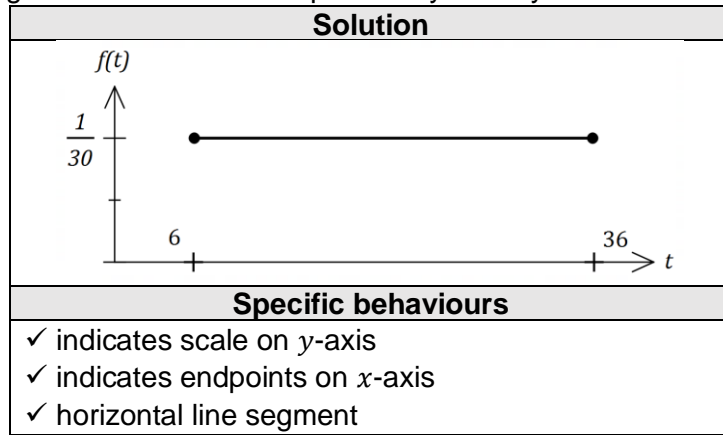 Solution
f(t)
1
30
6
36
t
Specific behaviours
✓ indicates scale on y-axis
✓ indicates endpoints on x-axis
✓ horizontal line segment